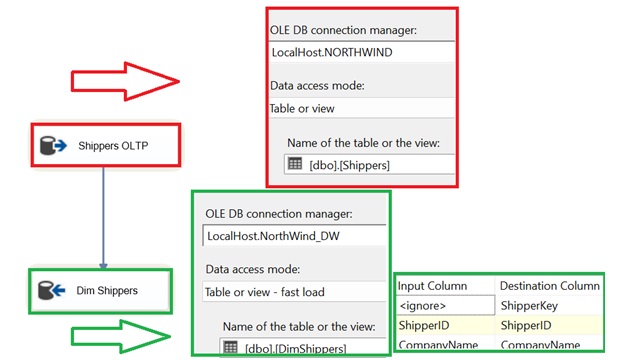 OLE DB connection manager:
LocalHost.NORTHWIND
Data access mode:
Table or view
Name of the table or the view:
[dbo].[Shippers]
Shippers OLTP
OLE DB connection manager:
LocalHost.NorthWind_DW
Data access mode:
Table or view - fast load
Name of the table or the view:
[dbo].[DimShippers]
Dim Shippers
Input Column Destination Column
<ignore> ShipperKey
ShipperID ShipperID
CompanyName CompanyName